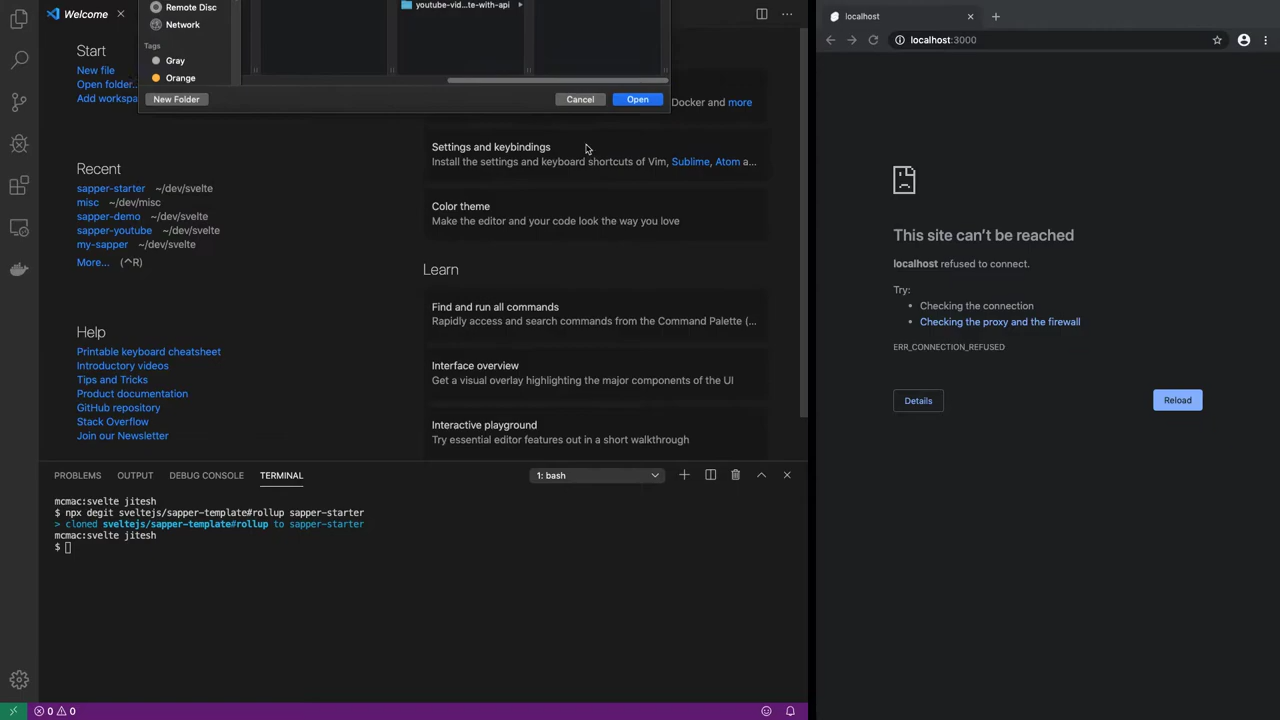 Welcome
Remote Disc
Network
Tags
Gray
Orange
youtube-vid...te-with-api
New Folder
Cancel
Open
Start
New file
Open folder...
Add workspa
Docker and more
Settings and keybindings
Install the settings and keyboard shortcuts of Vim, Sublime, Atom a...
Recent
sapper-starter ~/dev/svelte
misc ~/dev/misc
sapper-demo ~/dev/svelte
sapper-youtube ~/dev/svelte
my-sapper ~/dev/svelte
More... (^R)
Color theme
Make the editor and your code look the way you love
Learn
Find and run all commands
Rapidly access and search commands from the Command Palette (...
Help
Printable keyboard cheatsheet
Introductory videos
Tips and Tricks
Product documentation
GitHub repository
Stack Overflow
Join our Newsletter
Interface overview
Get a visual overlay highlighting the major components of the UI
Interactive playground
Try essential editor features out in a short walkthrough
PROBLEMS OUTPUT DEBUG CONSOLE TERMINAL 1: bash
mcmac:svelte jitesh
$ npx degit sveltejs/sapper-template#rollup sapper-starter
> cloned sveltejs/sapper-template#rollup to sapper-starter
mcmac:svelte jitesh
$
0 0
localhost
localhost:3000
This site can't be reached
localhost refused to connect.
Try:
• Checking the connection
• Checking the proxy and the firewall
ERR_CONNECTION_REFUSED
Details
Reload